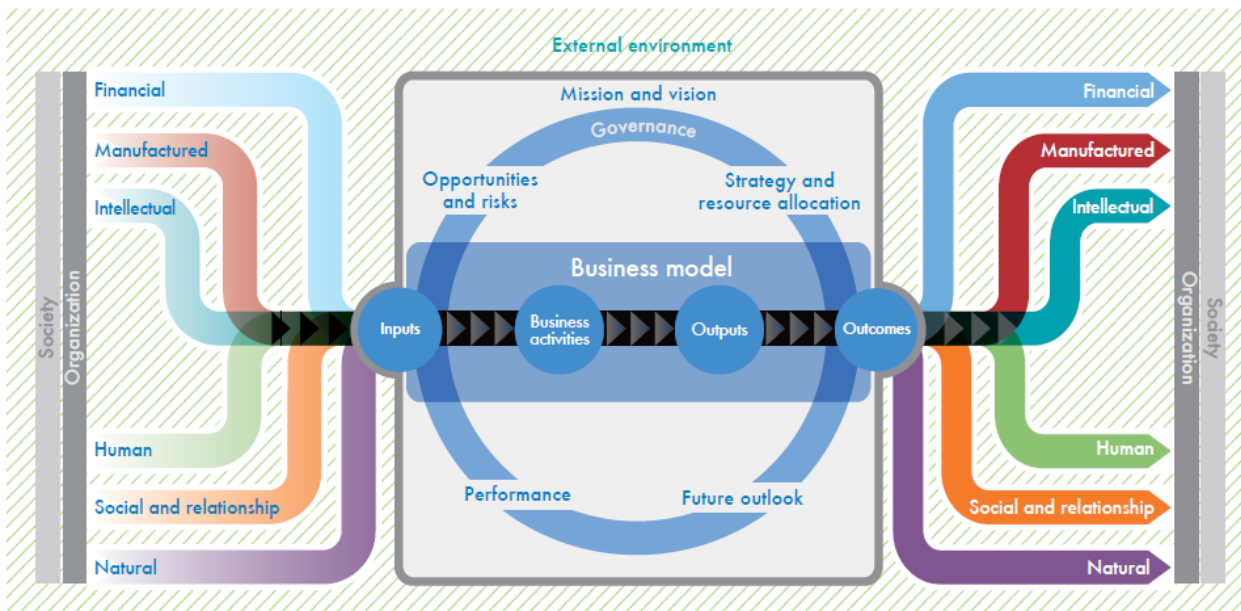 External environment
Society
Organization
Financial
Manufactured
Intellectual
Human
Social and relationship
Natural
Mission and vision
Governance
Opportunities
and risks
Strategy and
resource allocation
Business model
Inputs
Business
activities
Outputs
Outcomes
Performance
Future outlook
Financial
Manufactured
Intellectual
Human
Social and relationship
Natural
Organization
Society